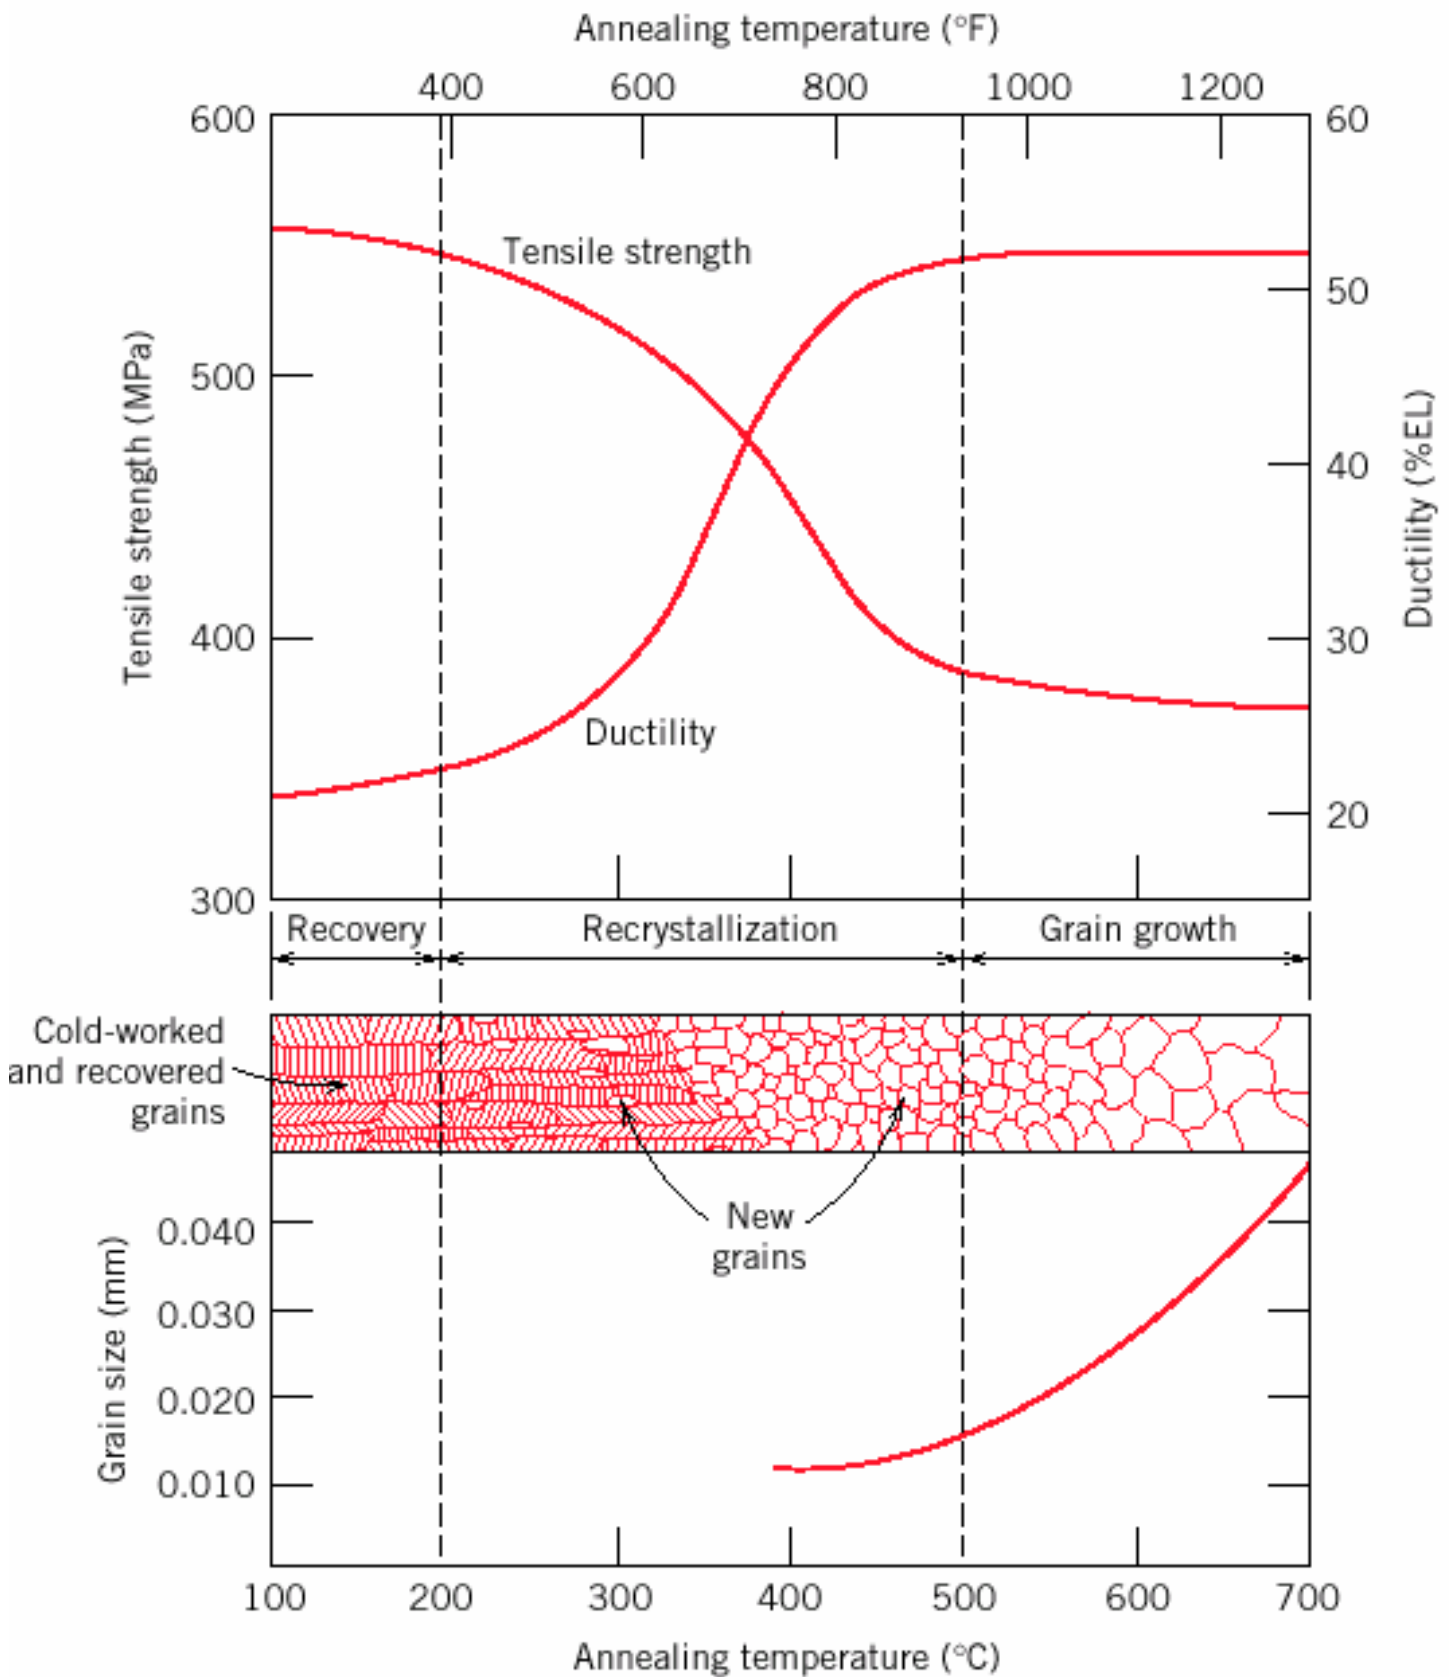 Annealing temperature (°F)
400 600 800 1000 1200
600
500
400
300
Tensile strength (MPa)
60
50
40
30
20
Ductility (%EL)
Tensile strength
Ductility
Recovery
Recrystallization
Grain growth
Cold-worked
and recovered
grains
New
grains
0.040
0.030
0.020
0.010
Grain size (mm)
100 200 300 400 500 600 700
Annealing temperature (°C)